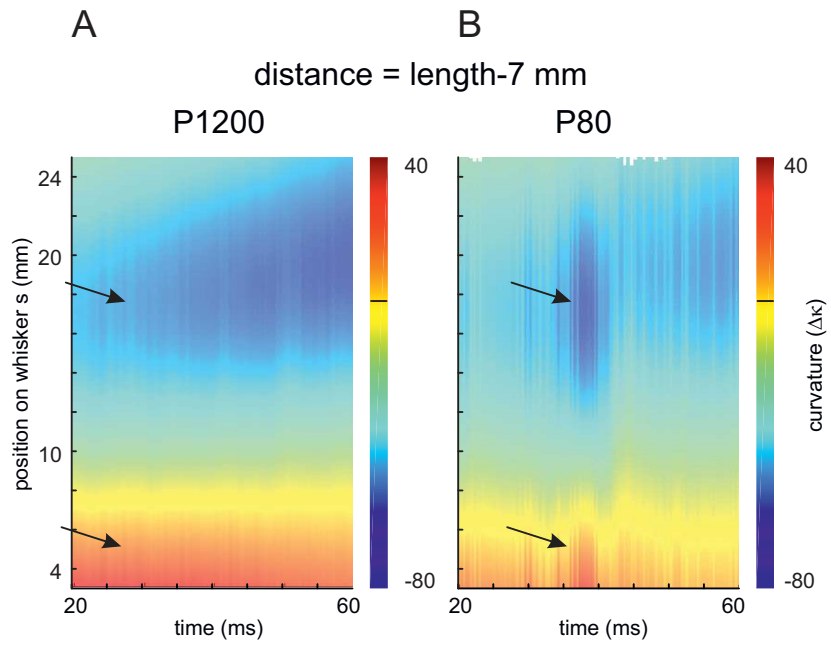 A B
distance = length-7 mm
P1200 P80
position on whisker s (mm)
24
20
10
4
20 60
time (ms)
40
-80
20 60
time (ms)
40
-80
curvature (Δκ)